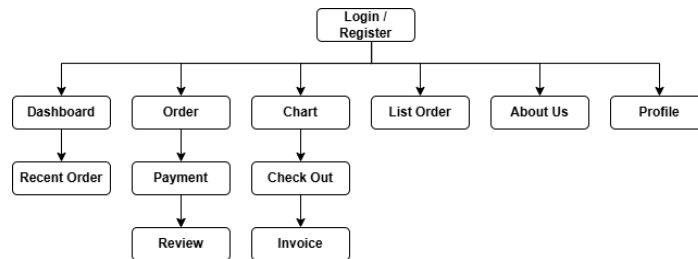 Login /
Register
Dashboard
Order
Chart
List Order
About Us
Profile
Recent Order
Payment
Check Out
Review
Invoice